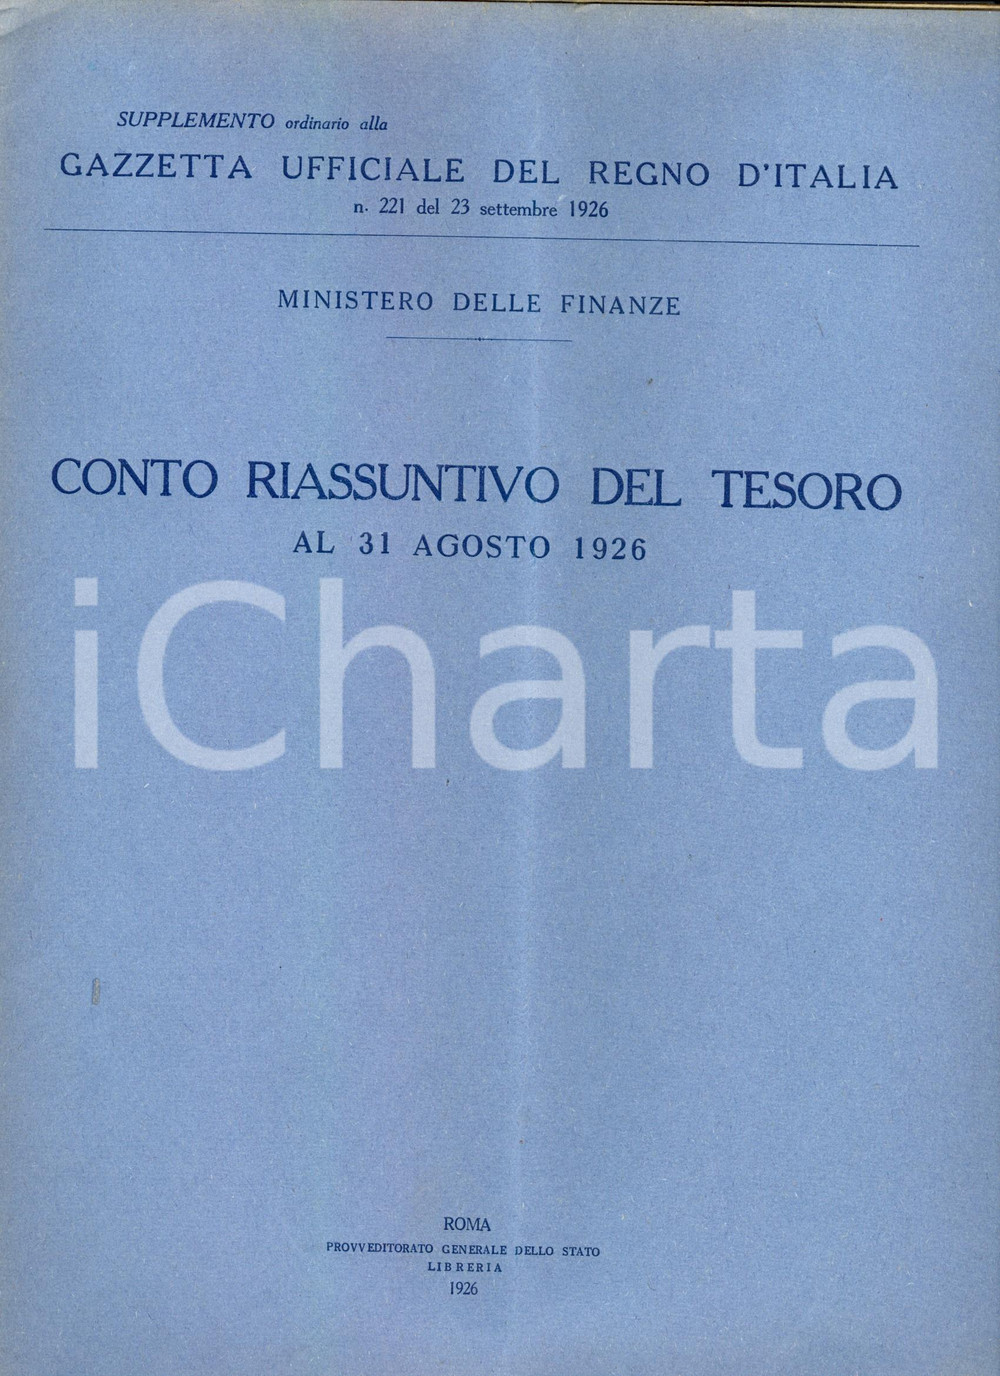 SUPPLEMENTO ordinario alla
GAZZETTA UFFICIALE DEL REGNO D'ITALIA
n. 221 del 23 settembre 1926
MINISTERO DELLE FINANZE
CONTO RIASSUNTIVO DEL TESORO
AL 31 AGOSTO 1926
iCharta
ROMA
PROVVEDITORATO GENERALE DELLO STATO
LIBRERIA
1926